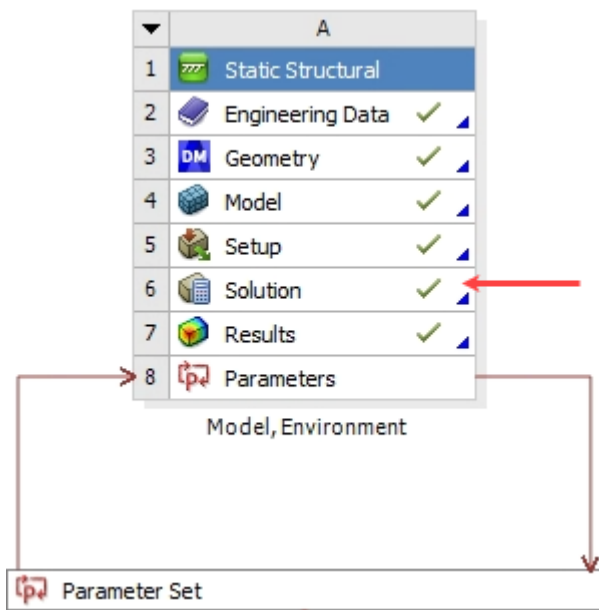 A
1 Static Structural
2 Engineering Data
3 DM Geometry
4 Model
5 Setup
6 Solution
7 Results
8 Parameters
Model, Environment
Parameter Set